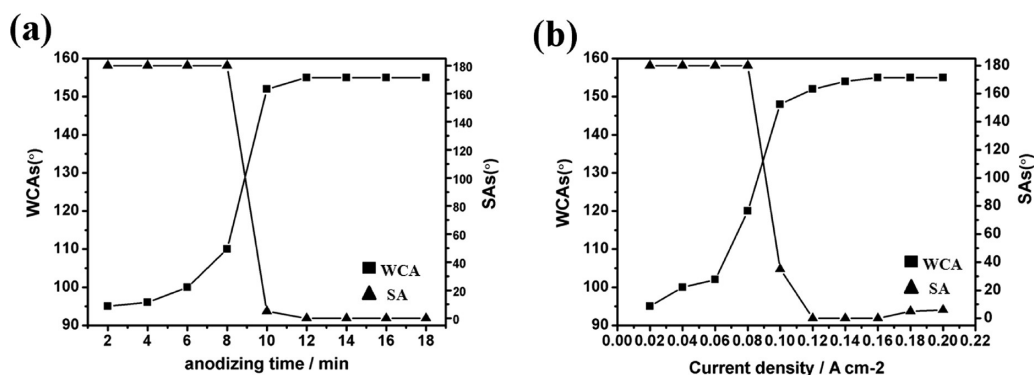 (a)
160
150
140
130
120
110
100
90
WCAs(°)
180
160
140
120
100
80
60
40
20
0
SAs(°)
WCA
SA
2 4 6 8 10 12 14 16 18
anodizing time / min
(b)
160
150
140
130
120
110
100
90
WCAs(°)
180
160
140
120
100
80
60
40
20
0
SAs(°)
WCA
SA
0.00 0.02 0.04 0.06 0.08 0.10 0.12 0.14 0.16 0.18 0.20 0.22
Current density / A cm-2